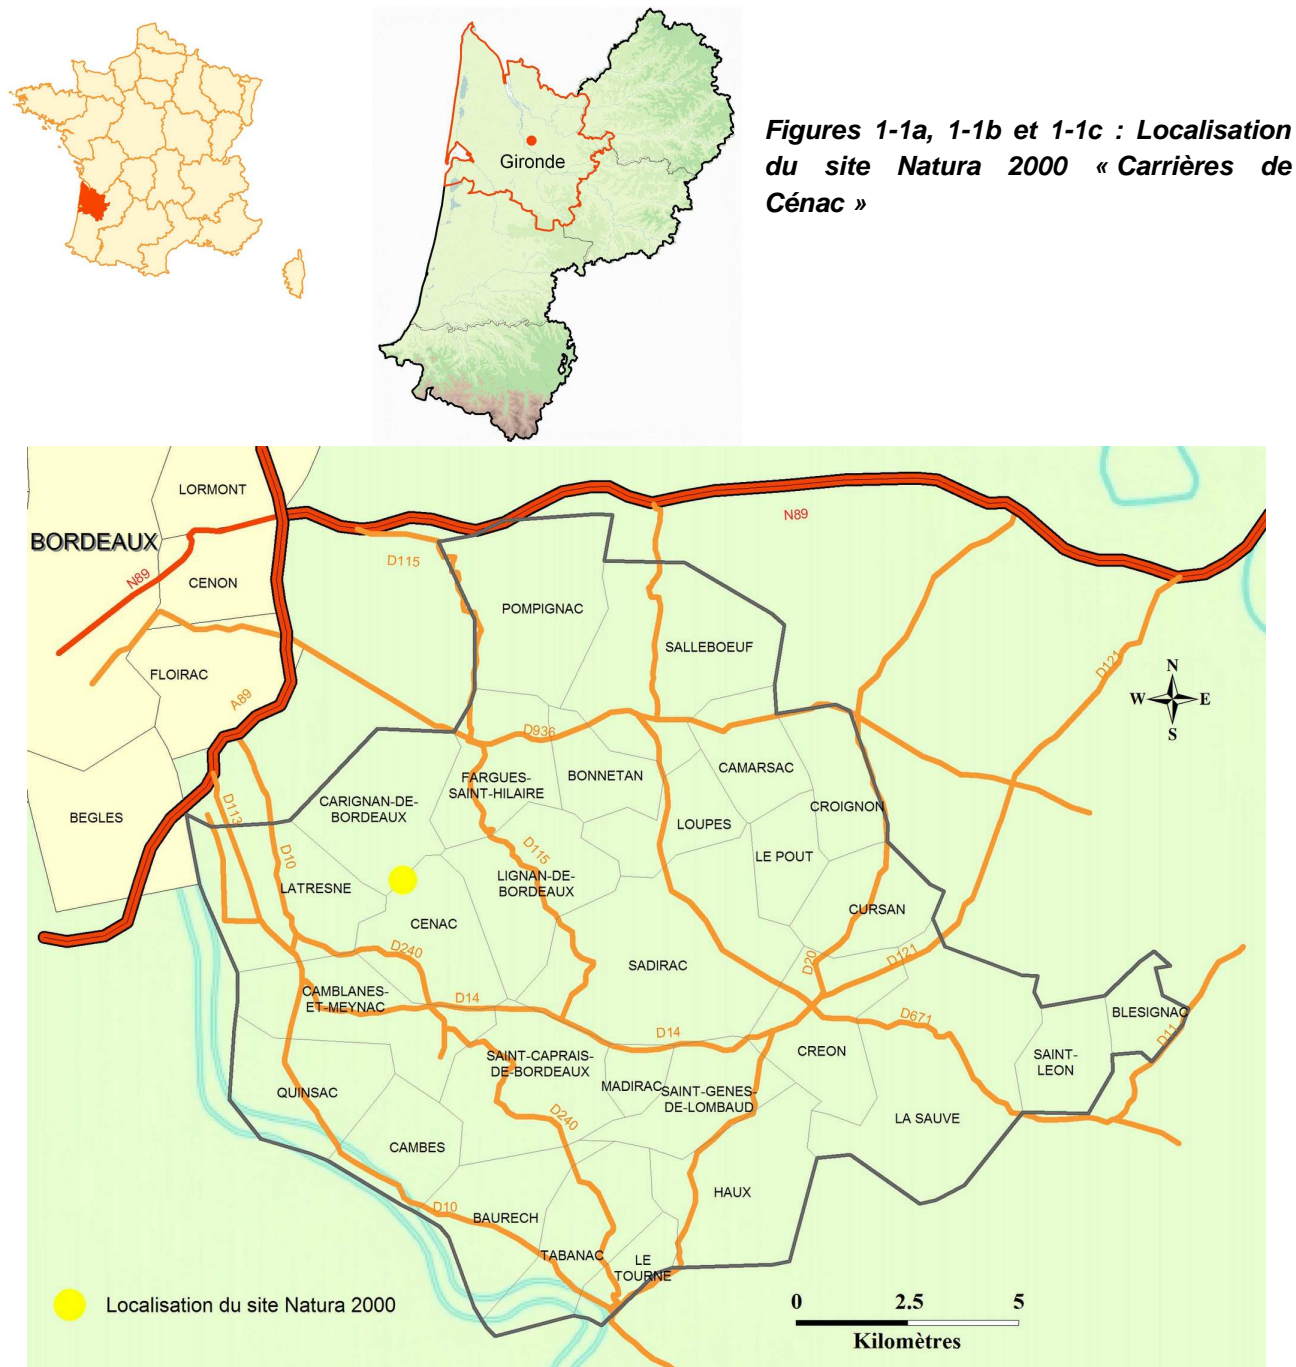 Figures 1-1a, 1-1b et 1-1c : Localisation
du site Natura 2000 « Carrières de
Cénac »
Gironde
LORMONT
BORDEAUX
N89
N89
CENON
D115
POMPIGNAC
SALLEBOEUF
FLOIRAC
A89
D121
N
W E
S
D936
BEGLES
D113
D10
CARIGNAN-DE-
BORDEAUX
FARGUES-
SAINT-HILAIRE
BONNETAN
CAMARSAC
CROIGNON
LOUPES
LE POUT
D115
LATRESNE
LIGNAN-DE-
BORDEAUX
CENAC
CURSAN
D240
SADIRAC
D20
D121
CAMBLANES-
ET-MEYNAC
D14
D14
D671
BLESIGNAC
D11
SAINT-
LEON
CREON
SAINT-CAPRAIS-
DE-BORDEAUX
MADIRAC
SAINT-GENES-
DE-LOMBAUD
QUINSAC
D240
LA SAUVE
CAMBES
HAUX
D10
BAURECH
TABANAC
LE
TOURNE
Localisation du site Natura 2000
0 2.5 5
Kilomètres